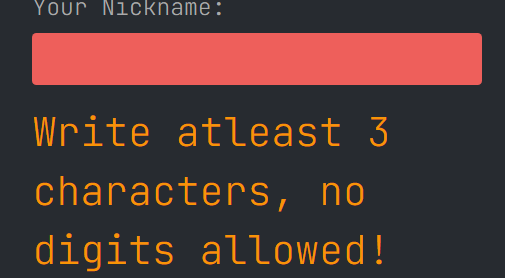 Your Nickname:
Write atleast 3
characters, no
digits allowed!